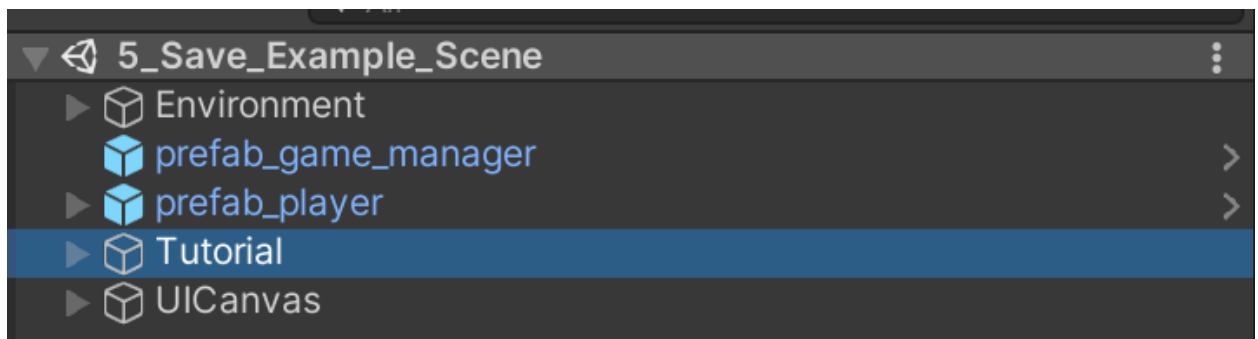 5_Save_Example_Scene
Environment
prefab_game_manager
prefab_player
Tutorial
UICanvas